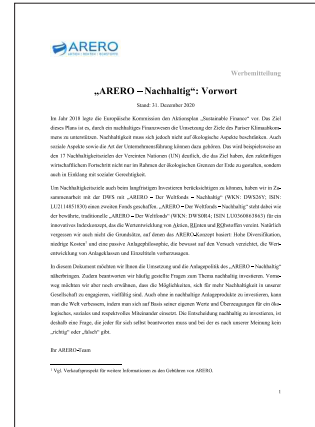 ARERO
Werbemitteilung
„ARERO – Nachhaltig“: Vorwort
Stand: 31. Dezember 2020
Im Jahr 2018 legte die Europäische Kommission den Aktionsplan „Sustainable Finance“ vor. Das Ziel
dieses Plans ist es, durch ein nachhaltiges Finanzwesen die Umsetzung der Ziele des Pariser Klimaabkom-
mens zu unterstützen. Nachhaltigkeit muss sich jedoch nicht auf ökologische Aspekte beschränken. Auch
soziale Aspekte sowie die Art der Unternehmensführung können dazu gehören. Das wird beispielsweise an
den 17 Nachhaltigkeitszielen der Vereinten Nationen (UN) deutlich, die das Ziel haben, den zukünftigen
wirtschaftlichen Fortschritt nicht nur im Rahmen der ökologischen Grenzen der Erde zu gestalten, sondern
auch in Einklang mit sozialer Gerechtigkeit.
Um Nachhaltigkeitsziele auch beim langfristigen Investieren berücksichtigen zu können, haben wir in Zu-
sammenarbeit mit der DWS mit „ARERO – Der Weltfonds – Nachhaltig“ (WKN: DWS26Y; ISIN:
LU2114851830) einen zweiten Fonds geschaffen. „ARERO – Der Weltfonds – Nachhaltig“ steht dabei wie
der bewährte, traditionelle „ARERO – Der Weltfonds“ (WKN: DWS0R4; ISIN LU0360863863) für ein
innovatives Indexkonzept, das die Wertentwicklung von Aktien, REnten und ROhstoffen vereint. Natürlich
vergessen wir auch nicht die Grundsätze, auf denen das ARERO-Konzept basiert: Hohe Diversifikation,
niedrige Kosten¹ und eine passive Anlagephilosophie, die bewusst auf den Versuch verzichtet, die Wert-
entwicklung von Anlageklassen und Einzeltiteln vorherzusagen.
In diesem Dokument möchten wir Ihnen die Umsetzung und die Anlagepolitik des „ARERO – Nachhaltig“
näherbringen. Zudem beantworten wir häufig gestellte Fragen zum Thema nachhaltig investieren. Vorne-
weg möchten wir aber noch erwähnen, dass die Möglichkeiten, sich für mehr Nachhaltigkeit in unserer
Gesellschaft zu engagieren, vielfältig sind. Auch ohne in nachhaltige Anlageprodukte zu investieren, kann
man die Welt verbessern, indem man sich auf Basis seiner eigenen Werte und Überzeugungen für ein öko-
logisches, soziales und respektvolles Miteinander einsetzt. Die Entscheidung nachhaltig zu investieren, ist
deshalb eine Frage, die jeder für sich selbst beantworten muss und bei der es nach unserer Meinung kein
„richtig“ oder „falsch“ gibt.
Ihr ARERO-Team
¹ Vgl. Verkaufsprospekt für weitere Informationen zu den Gebühren von ARERO.
1